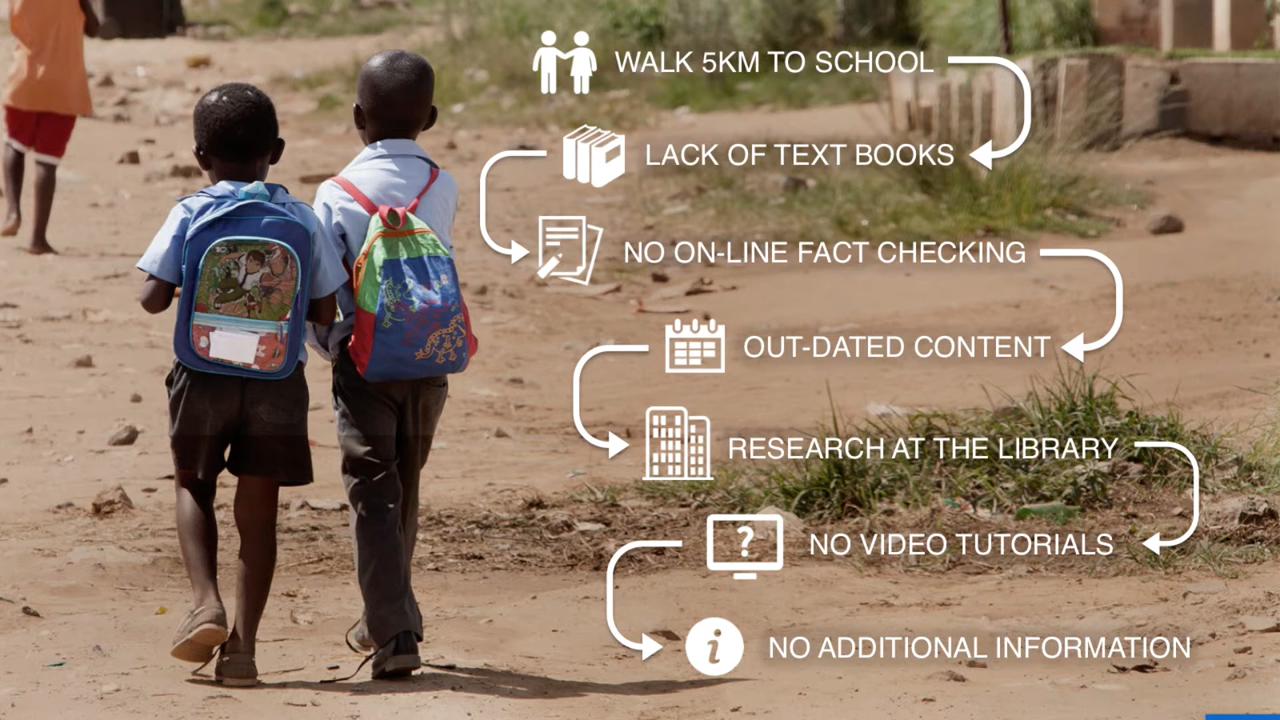 WALK 5KM TO SCHOOL
LACK OF TEXT BOOKS
NO ON-LINE FACT CHECKING
OUT-DATED CONTENT
RESEARCH AT THE LIBRARY
?
NO VIDEO TUTORIALS
i
NO ADDITIONAL INFORMATION